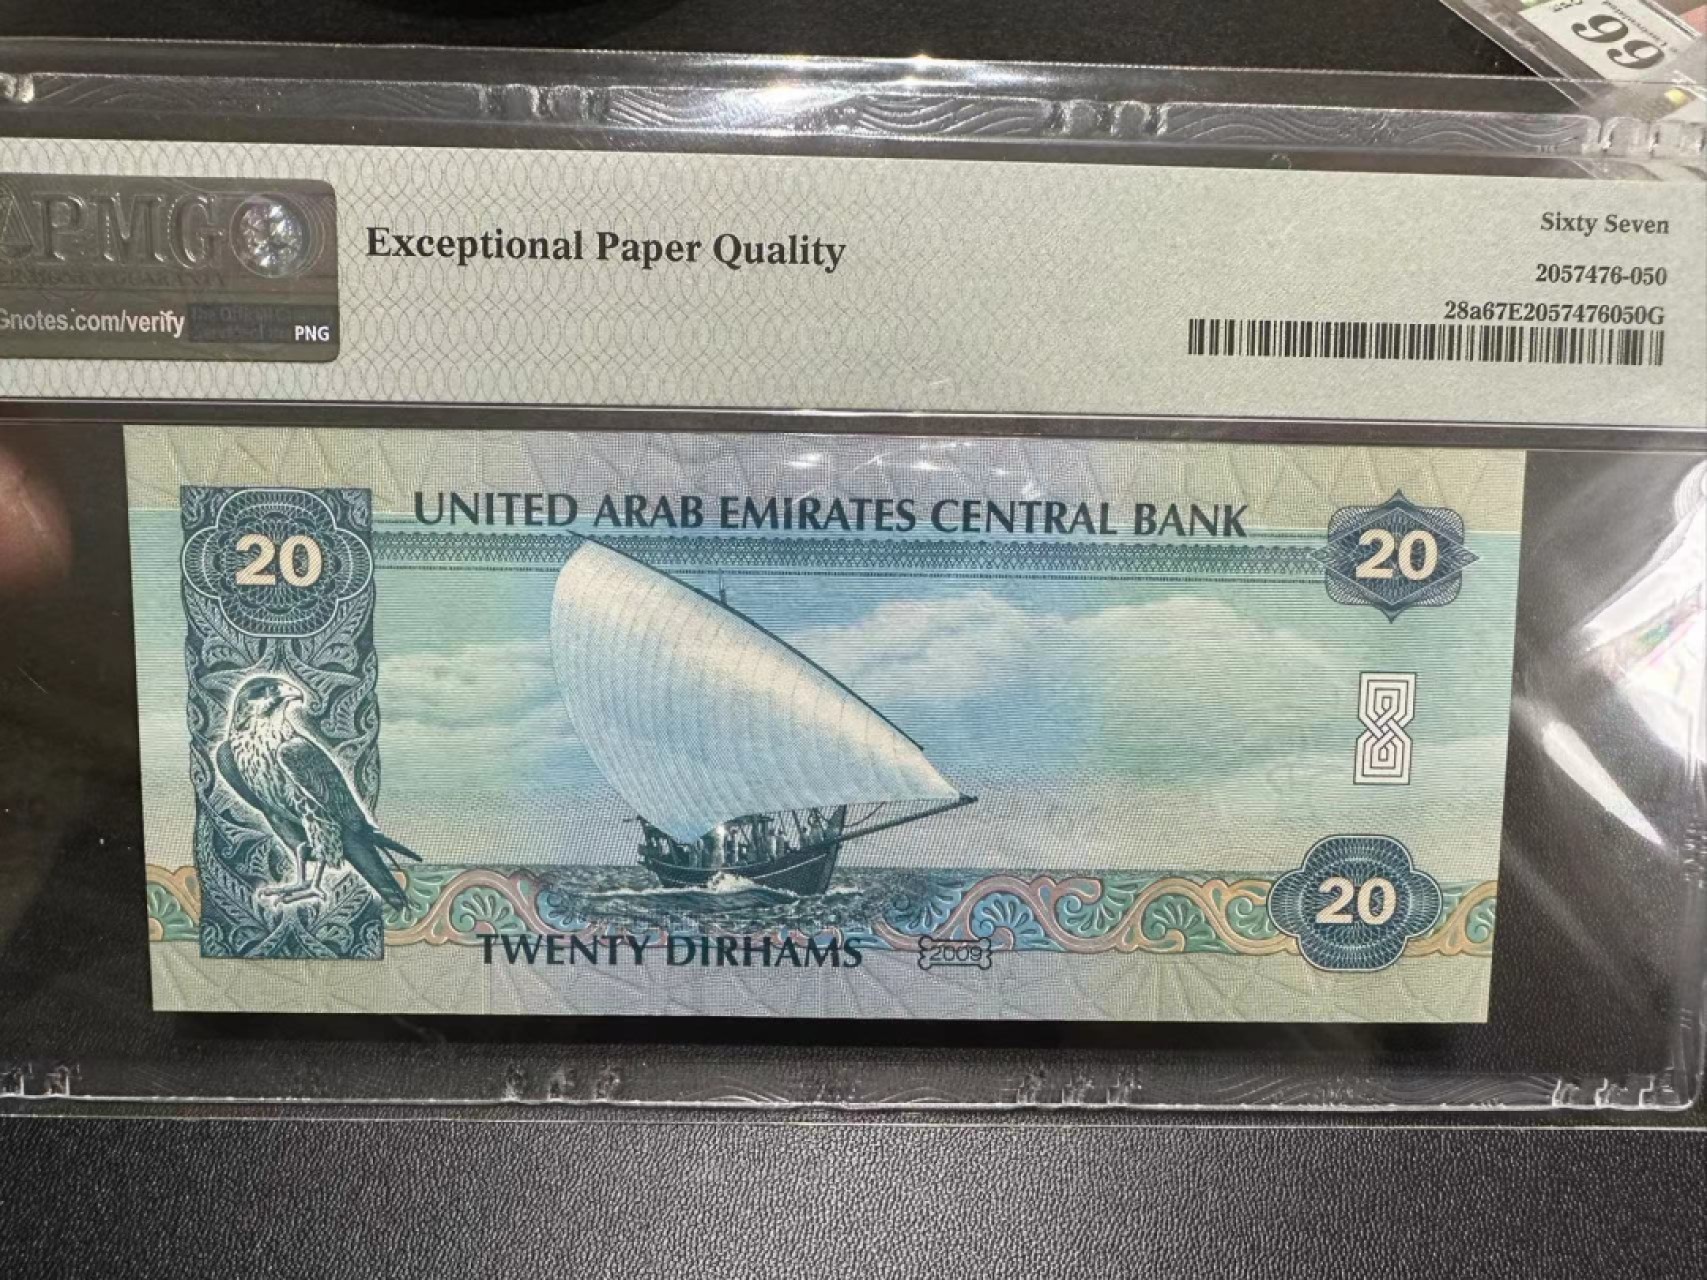 66
PMG
Gnotes.com/verify
PNG
Exceptional Paper Quality
Sixty Seven
2057476-050
28a67E2057476050G
UNITED ARAB EMIRATES CENTRAL BANK
20
20
20
TWENTY DIRHAMS
2009